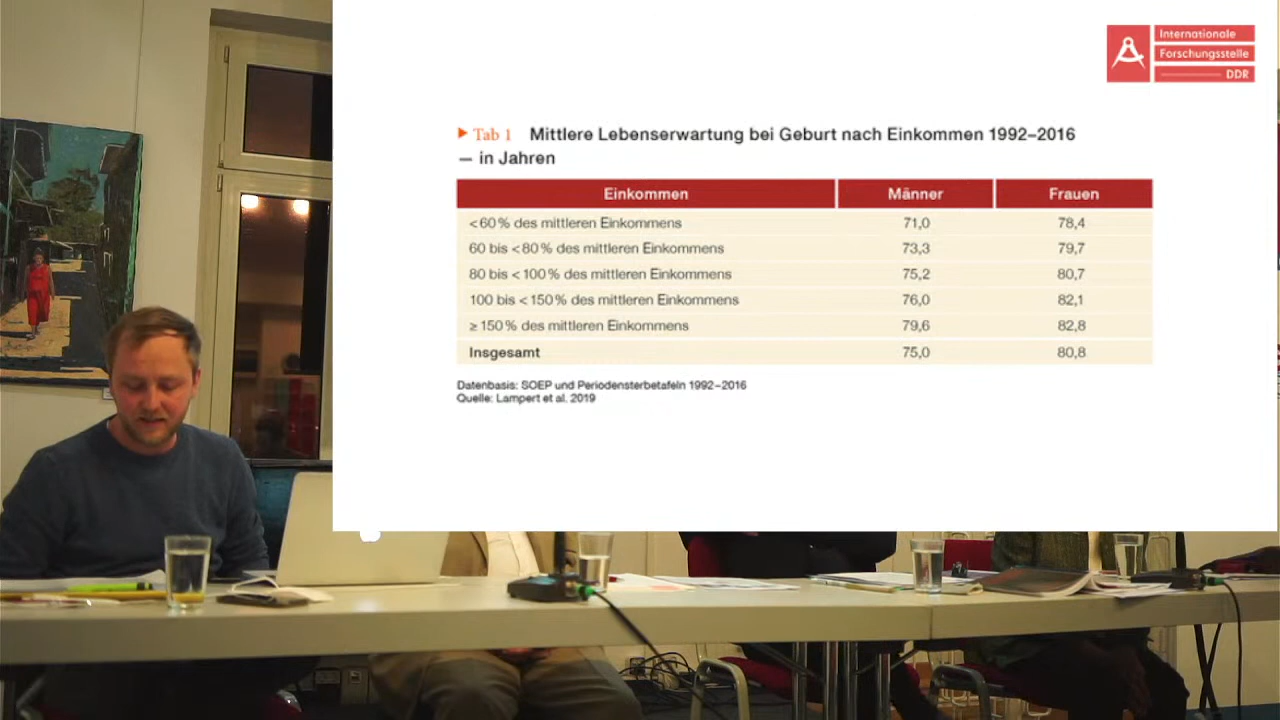 Internationale
Forschungsstelle
DDR
▶ Tab 1 Mittlere Lebenserwartung bei Geburt nach Einkommen 1992–2016
— in Jahren
Einkommen Männer Frauen
<60% des mittleren Einkommens 71,0 78,4
60 bis <80% des mittleren Einkommens 73,3 79,7
80 bis <100% des mittleren Einkommens 75,2 80,7
100 bis <150% des mittleren Einkommens 76,0 82,1
≥150% des mittleren Einkommens 79,6 82,8
Insgesamt 75,0 80,8
Datenbasis: SOEP und Periodensterbetafeln 1992–2016
Quelle: Lampert et al. 2019